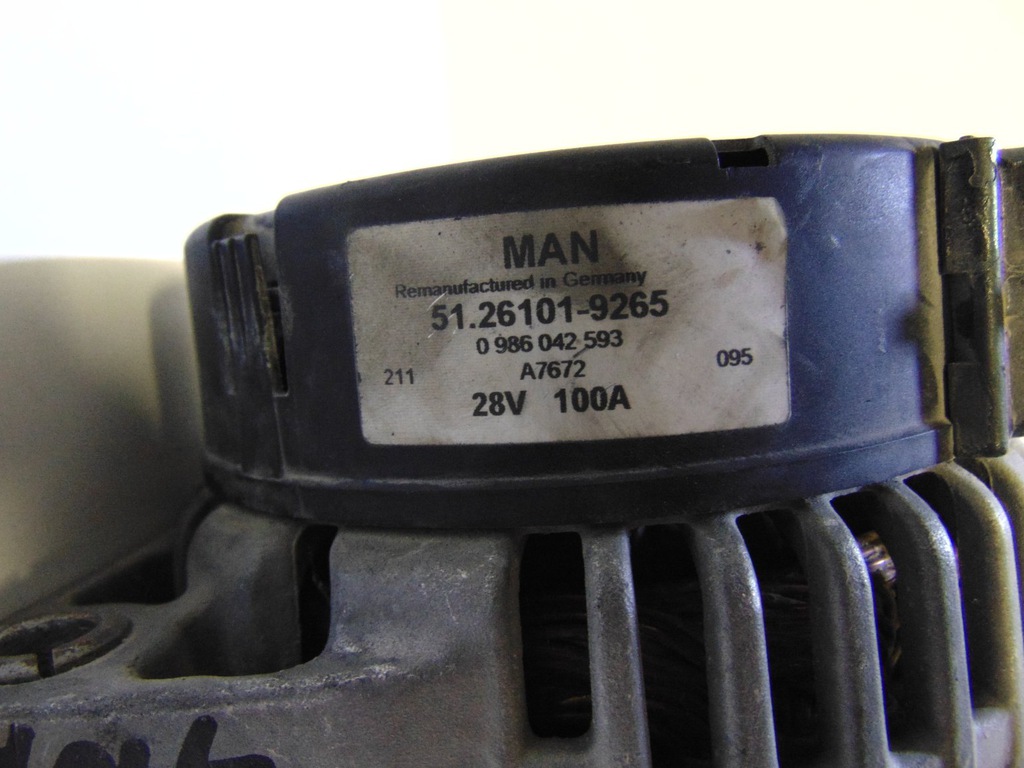 MAN
Remanufactured in Germany
51.26101-9265
0 986 042 593
A7672
211
095
28V 100A